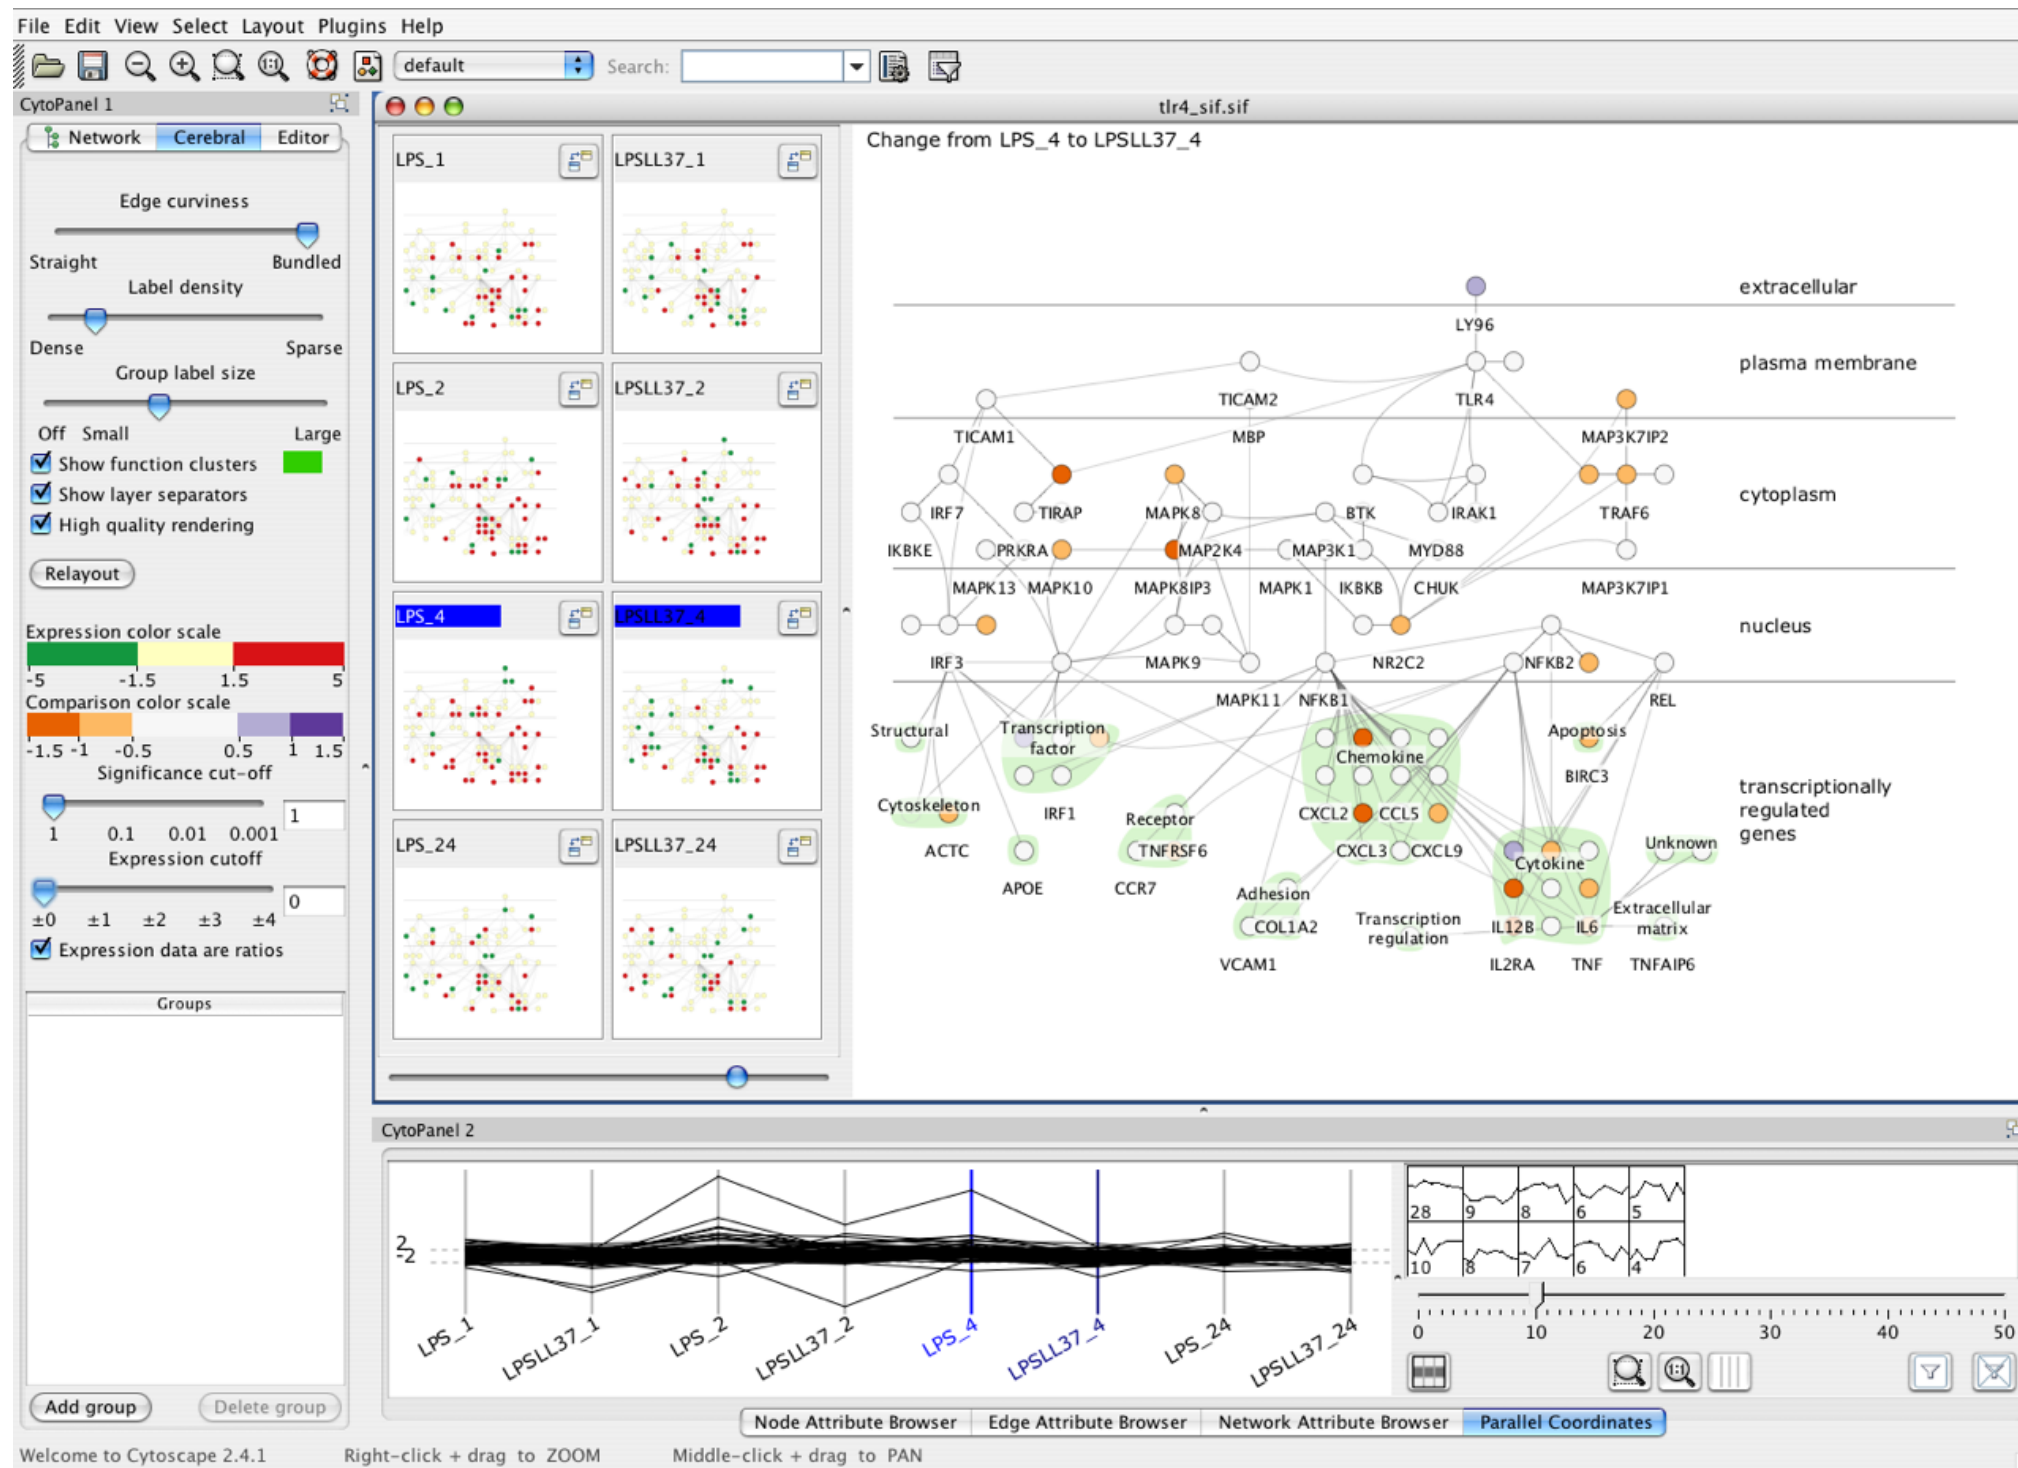 File Edit View Select Layout Plugins Help
default
Search:
CytoPanel 1
Network Cerebral Editor
Edge curviness
Straight Bundled
Label density
Dense Sparse
Group label size
Off Small Large
Show function clusters
Show layer separators
High quality rendering
Relayout
Expression color scale
-5 -1.5 1.5 5
Comparison color scale
-1.5 -1 -0.5 0.5 1 1.5
Significance cut-off
1
1 0.1 0.01 0.001
Expression cutoff
0
±0 ±1 ±2 ±3 ±4
Expression data are ratios
Groups
Add group Delete group
tlr4_sif.sif
LPS_1 LPSLL37_1
LPS_2 LPSLL37_2
LPS_4 LPSLL37_4
LPS_24 LPSLL37_24
Change from LPS_4 to LPSLL37_4
extracellular
LY96
plasma membrane
TICAM2 TLR4
TICAM1 MBP MAP3K7IP2
cytoplasm
IRF7 TIRAP MAPK8 BTK IRAK1 TRAF6
IKBKE PRKRA MAP2K4 MAP3K1 MYD88
MAPK13 MAPK10 MAPK8IP3 MAPK1 IKBKB CHUK MAP3K7IP1
nucleus
IRF3 MAPK9 NR2C2 NFKB2
MAPK11 NFKB1 REL
Structural Transcription factor Chemokine Apoptosis
BIRC3
transcriptionally
regulated
genes
Cytoskeleton IRF1 Receptor CXCL2 CCL5
ACTC TNFRSF6 CXCL3 CXCL9 Cytokine Unknown
APOE CCR7 Adhesion
COL1A2 Transcription regulation IL12B IL6 Extracellular matrix
VCAM1 IL2RA TNF TNFAIP6
CytoPanel 2
2
-2
LPS_1 LPSLL37_1 LPS_2 LPSLL37_2 LPS_4 LPSLL37_4 LPS_24 LPSLL37_24
28 9 8 6 5
10 8 7 6 4
0 10 20 30 40 50
1:1
Node Attribute Browser Edge Attribute Browser Network Attribute Browser Parallel Coordinates
Welcome to Cytoscape 2.4.1 Right-click + drag to ZOOM Middle-click + drag to PAN